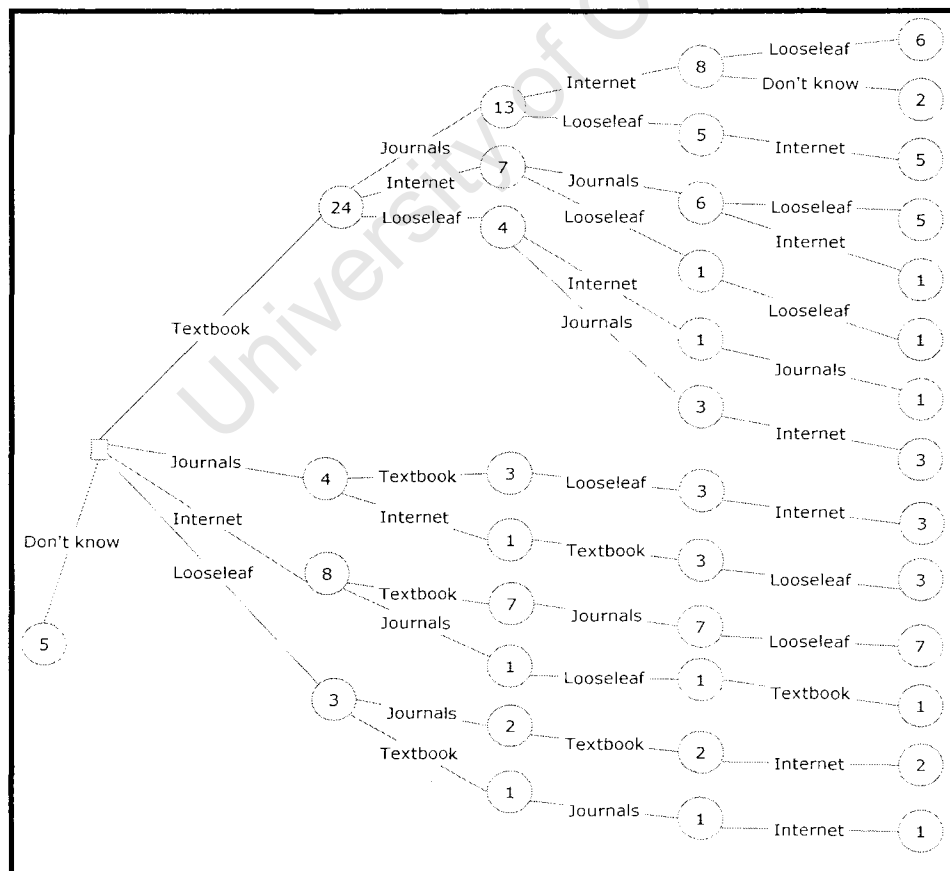 Looseleaf
6
8
Internet
Don't know
2
13
Looseleaf
5
Internet
5
Journals
7
Internet
Journals
24
Looseleaf
6
Looseleaf
5
4
Looseleaf
Internet
1
1
Internet
Looseleaf
Journals
1
1
Textbook
Journals
1
3
Internet
3
Journals
4
Textbook
3
Looseleaf
3
Internet
3
Internet
Don't know
1
Textbook
3
Looseleaf
3
Looseleaf
8
Textbook
7
Journals
7
Looseleaf
7
Journals
5
1
Looseleaf
1
Textbook
1
3
Journals
2
Textbook
2
Internet
2
Textbook
1
Journals
1
Internet
1
University of C